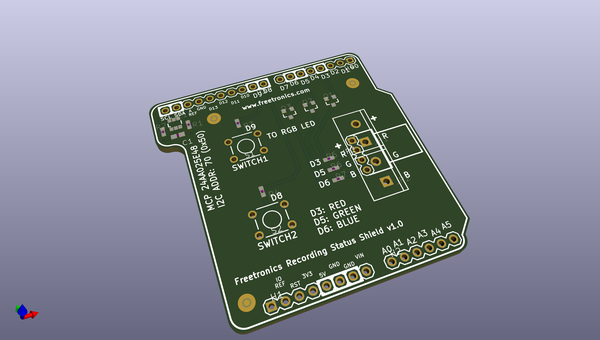 www.freetronics.com
D9
TO RGB LED
SWITCH1
MCP 24AA025E48
I2C ADDR: 70 (0x50)
C1
D3
D5
D6
R
G
B
R
G
B
D8
SWITCH2
D3: RED
D5: GREEN
D6: BLUE
Freetronics Recording Status Shield v1.0
IO
REF
RST
3V3
5V
GND
GND
VIN
A0 A1 A2 A3 A4 A5